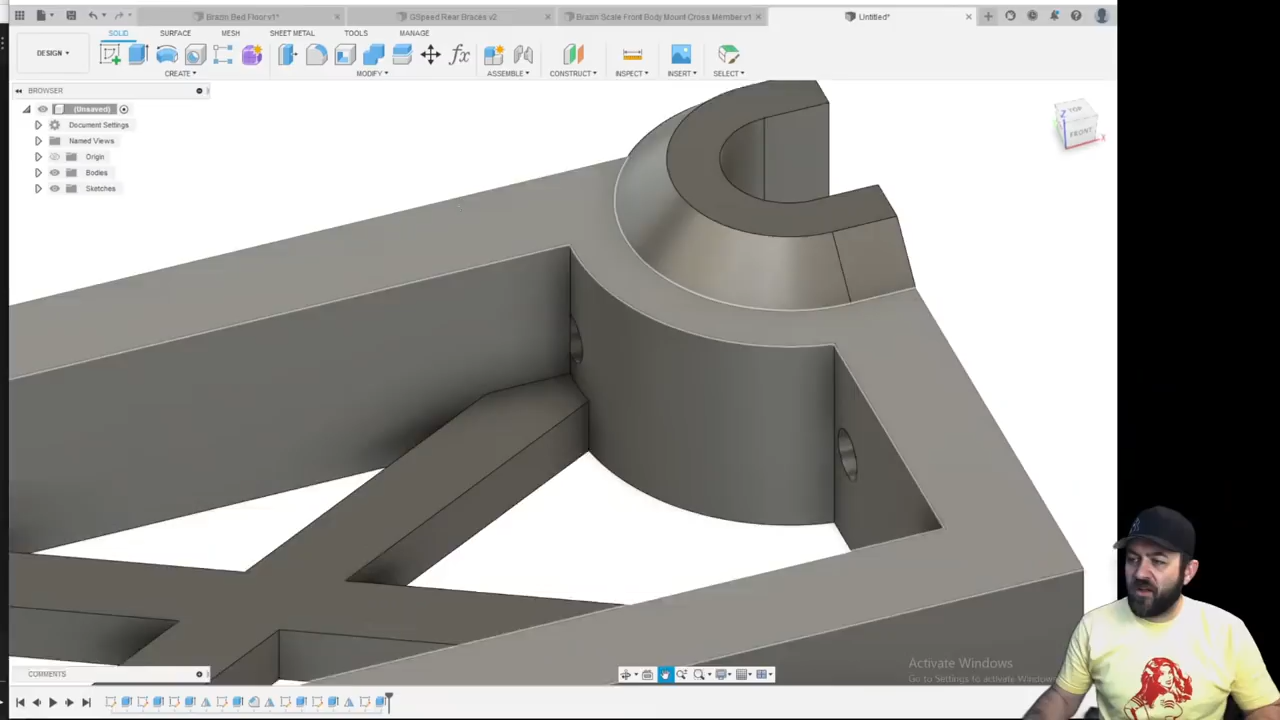 Brazin Bed Floor v1*
GSpeed Rear Braces v2
Brazin Scale Front Body Mount Cross Member v1
Untitled*
SOLID SURFACE MESH SHEET METAL TOOLS MANAGE
DESIGN
fx
CREATE MODIFY ASSEMBLE CONSTRUCT INSPECT INSERT SELECT
BROWSER
(Unsaved)
Document Settings
Named Views
Origin
Bodies
Sketches
Z
TOP
FRONT
X
Activate Windows
Go to Settings to activate Windows
COMMENTS